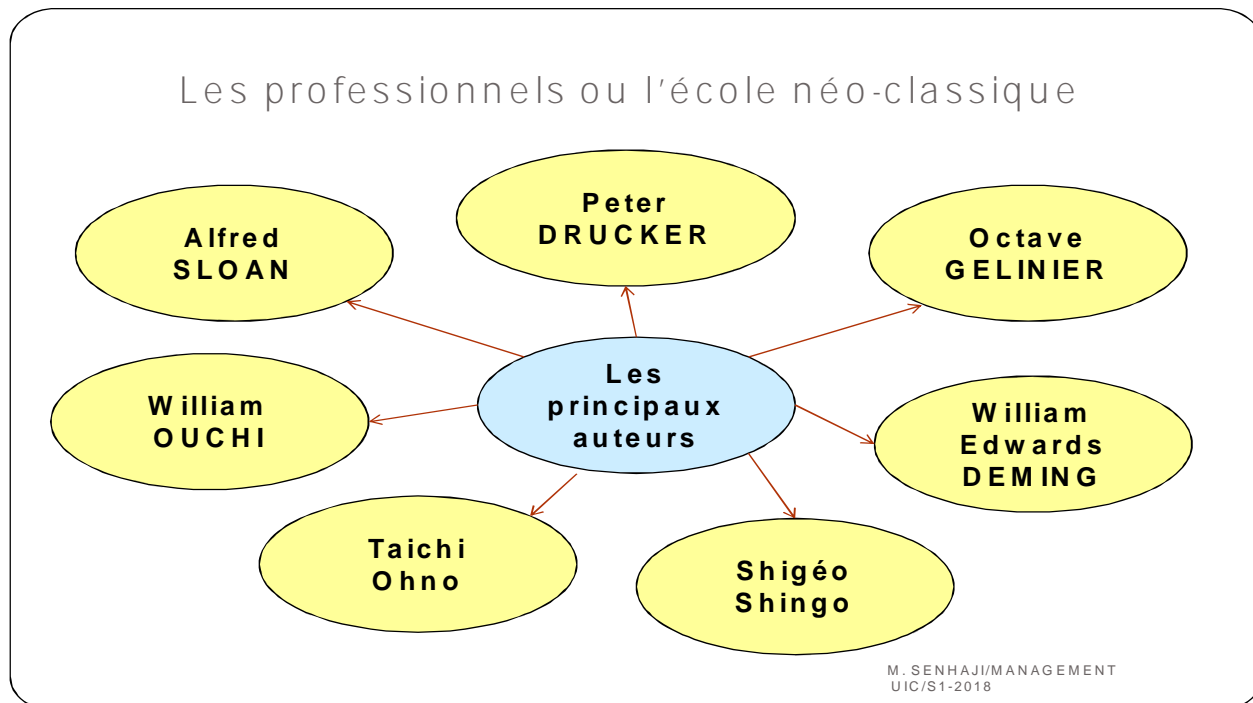 Les professionnels ou l'école néo-classique
Peter
DRUCKER
Alfred
SLOAN
Octave
GELINIER
Les
principaux
auteurs
William
OUCHI
William
Edwards
DEMING
Taichi
Ohno
Shigéo
Shingo
M. SENHAJI/MANAGEMENT
UIC/S1-2018